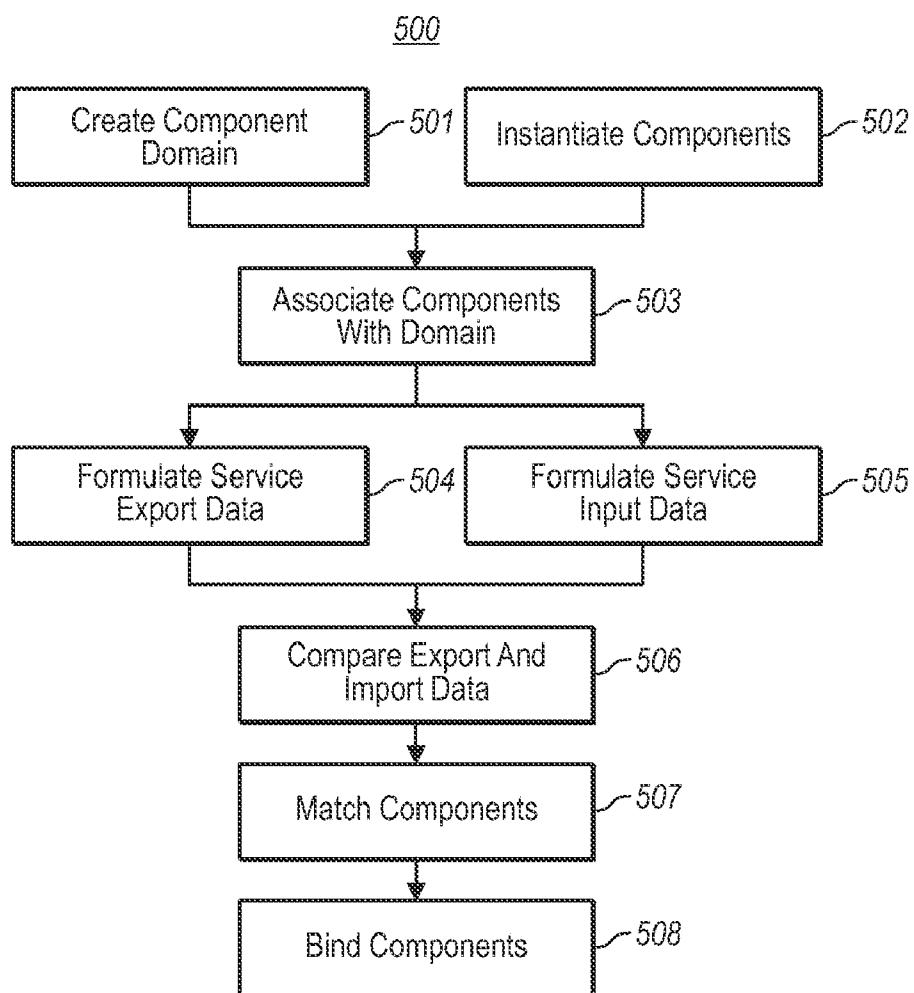 500
Create Component
Domain
501
Instantiate Components
502
Associate Components
With Domain
503
Formulate Service
Export Data
504
Formulate Service
Input Data
505
Compare Export And
Import Data
506
Match Components
507
Bind Components
508